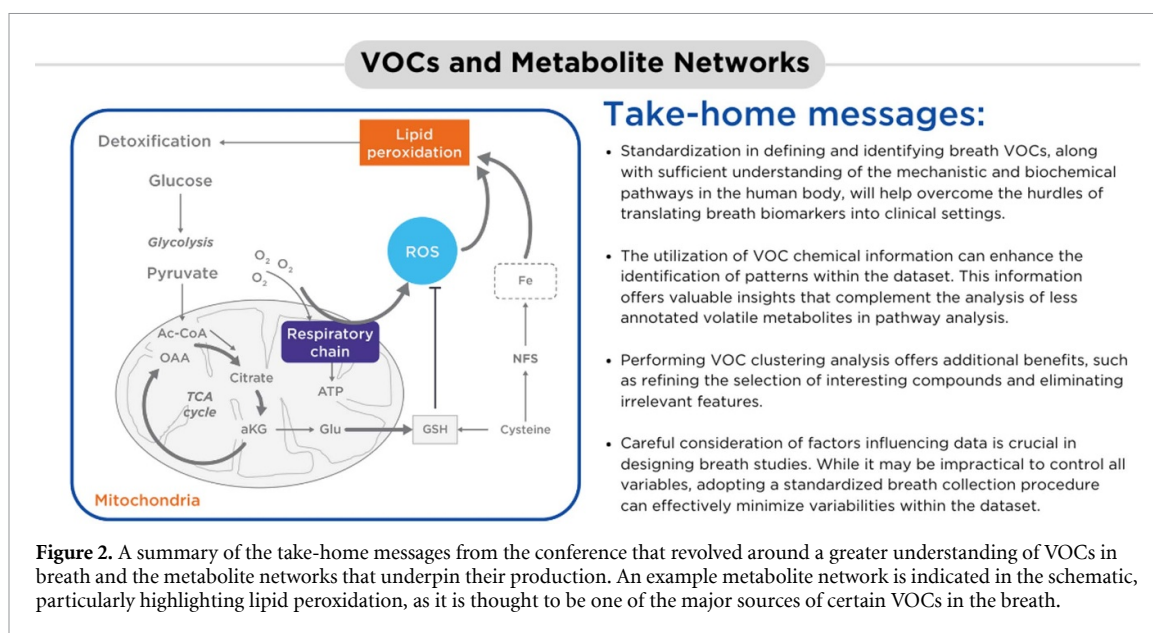 VOCs and Metabolite Networks
Detoxification
Lipid
peroxidation
Glucose
Glycolysis
Pyruvate
O2 O2
O2
ROS
Fe
Ac-CoA
OAA
Citrate
TCA
cycle
aKG
Glu
Respiratory
chain
ATP
GSH
Cysteine
NFS
Mitochondria
Take-home messages:
• Standardization in defining and identifying breath VOCs, along
with sufficient understanding of the mechanistic and biochemical
pathways in the human body, will help overcome the hurdles of
translating breath biomarkers into clinical settings.
• The utilization of VOC chemical information can enhance the
identification of patterns within the dataset. This information
offers valuable insights that complement the analysis of less
annotated volatile metabolites in pathway analysis.
• Performing VOC clustering analysis offers additional benefits, such
as refining the selection of interesting compounds and eliminating
irrelevant features.
• Careful consideration of factors influencing data is crucial in
designing breath studies. While it may be impractical to control all
variables, adopting a standardized breath collection procedure
can effectively minimize variabilities within the dataset.
Figure 2. A summary of the take-home messages from the conference that revolved around a greater understanding of VOCs in
breath and the metabolite networks that underpin their production. An example metabolite network is indicated in the schematic,
particularly highlighting lipid peroxidation, as it is thought to be one of the major sources of certain VOCs in the breath.